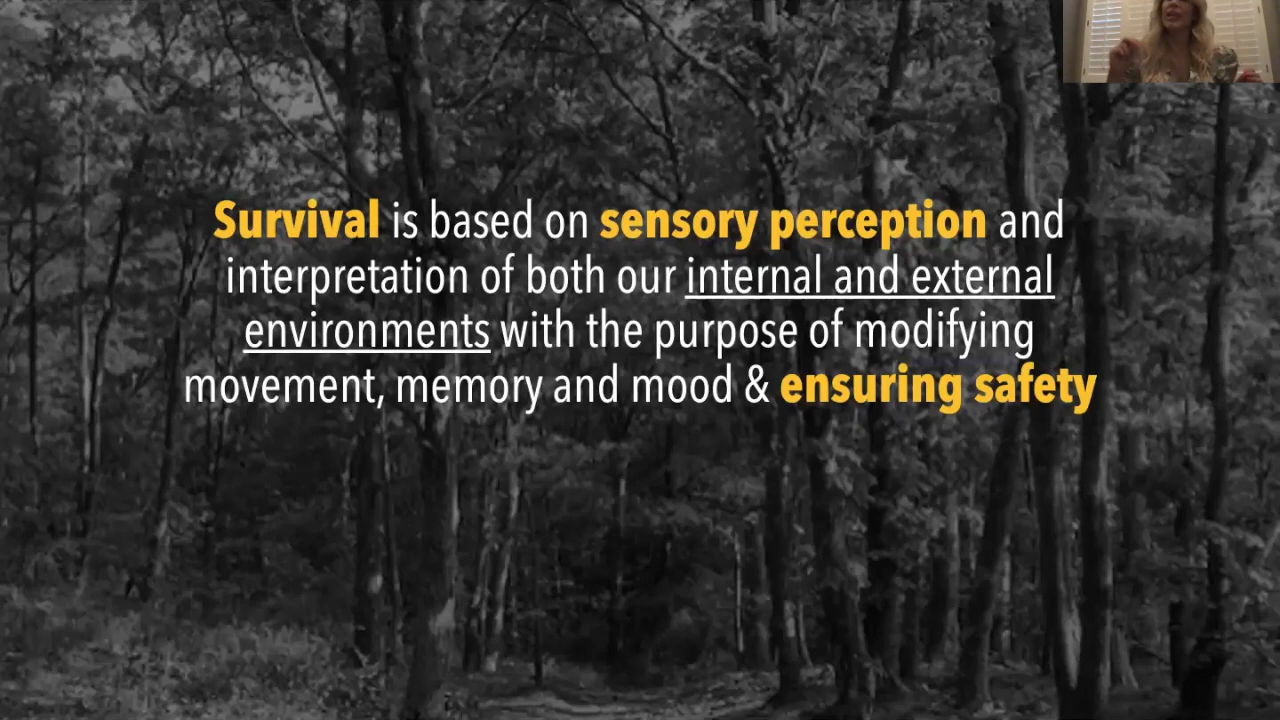 Survival is based on sensory perception and
interpretation of both our internal and external
environments with the purpose of modifying
movement, memory and mood & ensuring safety